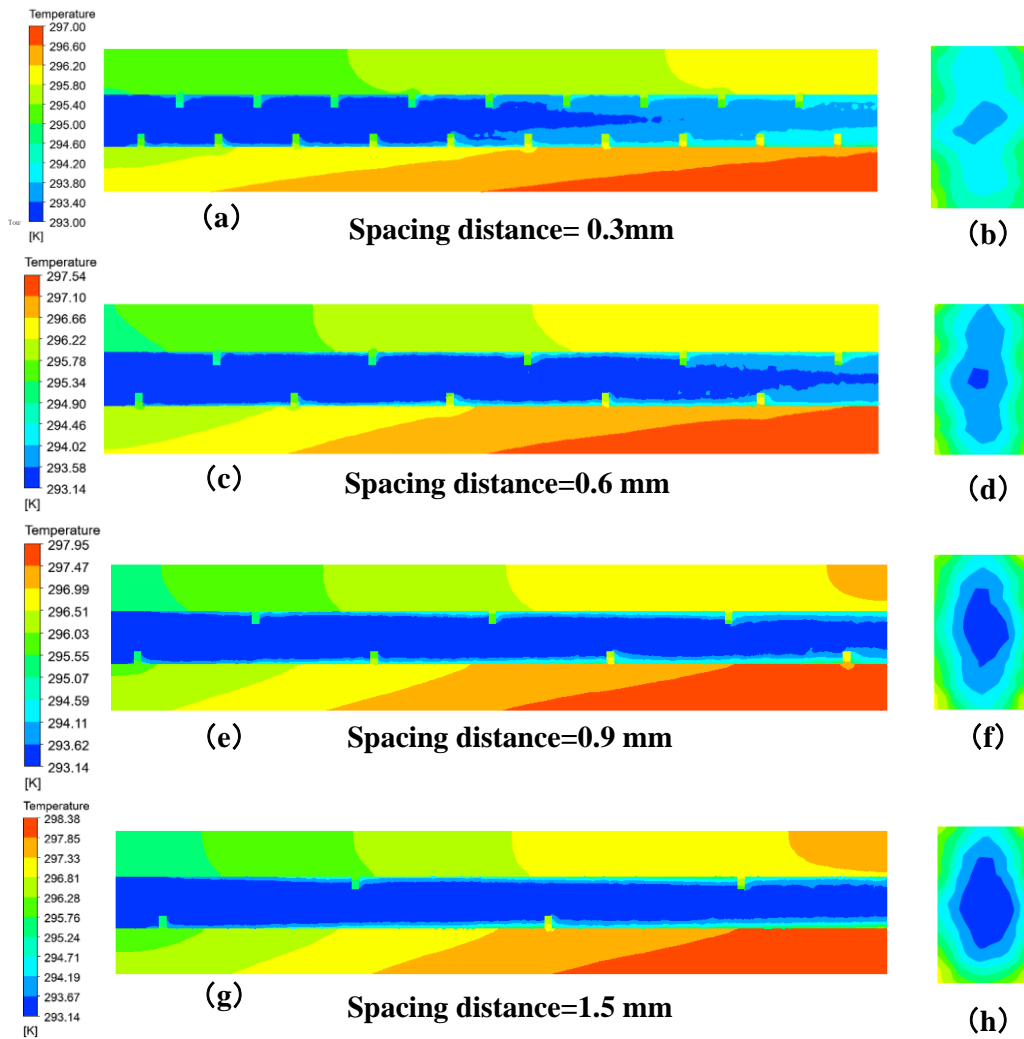 Temperature
297.00
296.60
296.20
295.80
295.40
295.00
294.60
294.20
293.80
293.40
293.00
[K]
Tour
（a）
Spacing distance= 0.3mm
（b）
Temperature
297.54
297.10
296.66
296.22
295.78
295.34
294.90
294.46
294.02
293.58
293.14
[K]
（c）
Spacing distance=0.6 mm
（d）
Temperature
297.95
297.47
296.99
296.51
296.03
295.55
295.07
294.59
294.11
293.62
293.14
[K]
（e）
Spacing distance=0.9 mm
（f）
Temperature
298.38
297.85
297.33
296.81
296.28
295.76
295.24
294.71
294.19
293.67
293.14
[K]
（g）
Spacing distance=1.5 mm
（h）